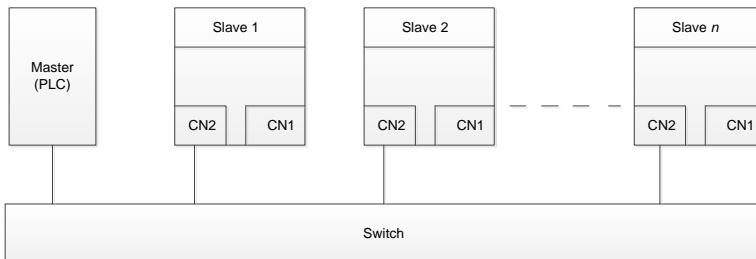 Slave 1
Slave 2
Slave n
Master
(PLC)
CN2
CN1
CN2
CN1
CN2
CN1
Switch